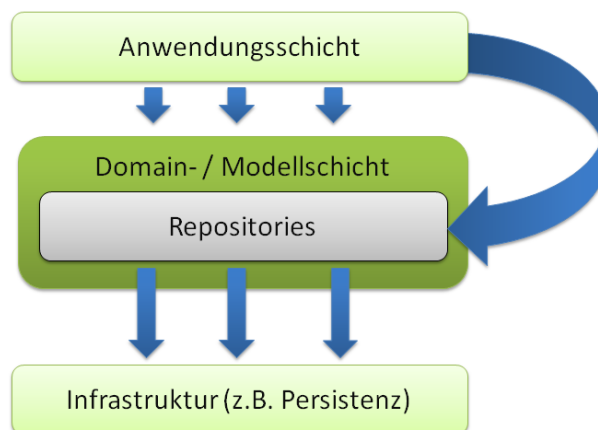 Anwendungsschicht
Domain- / Modellschicht
Repositories
Infrastruktur (z.B. Persistenz)